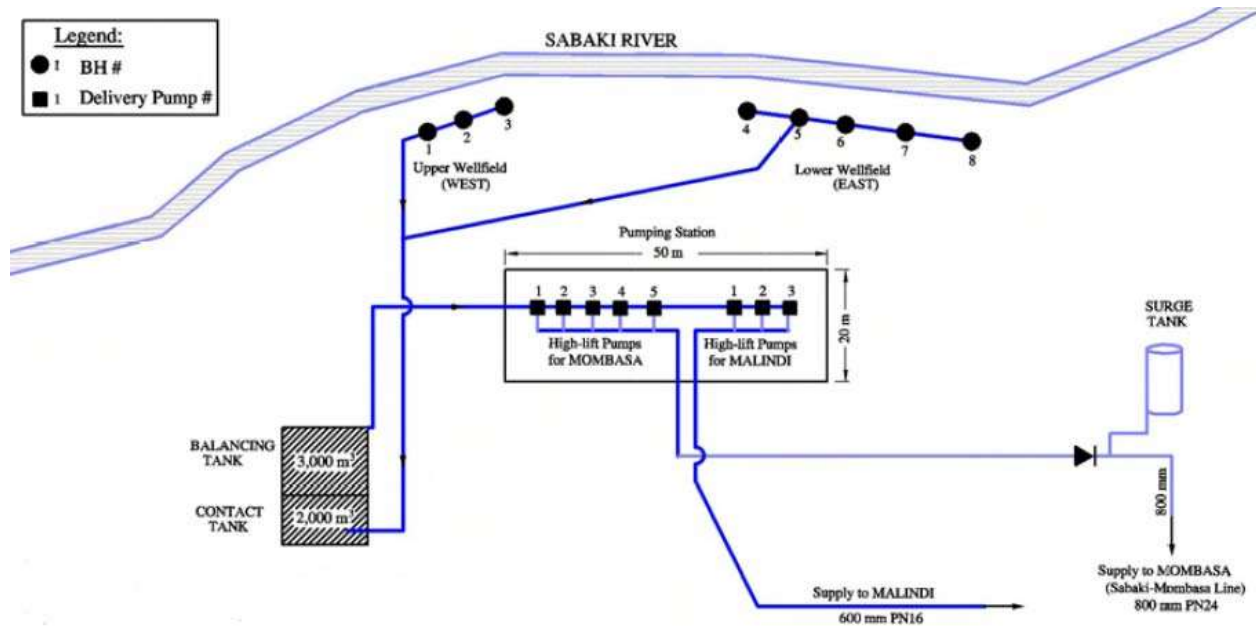 Legend:
1 BH #
1 Delivery Pump #
SABAKI RIVER
1
2
3
4
5
6
7
8
Upper Wellfield
(WEST)
Lower Wellfield
(EAST)
Pumping Station
50 m
20 m
1 2 3 4 5
1 2 3
High-lift Pumps
for MOMBASA
High-lift Pumps
for MALINDI
SURGE
TANK
BALANCING
TANK
3,000 m³
CONTACT
TANK
2,000 m³
800 mm
Supply to MALINDI
600 mm PN16
Supply to MOMBASA
(Sabaki-Mombasa Line)
800 mm PN24